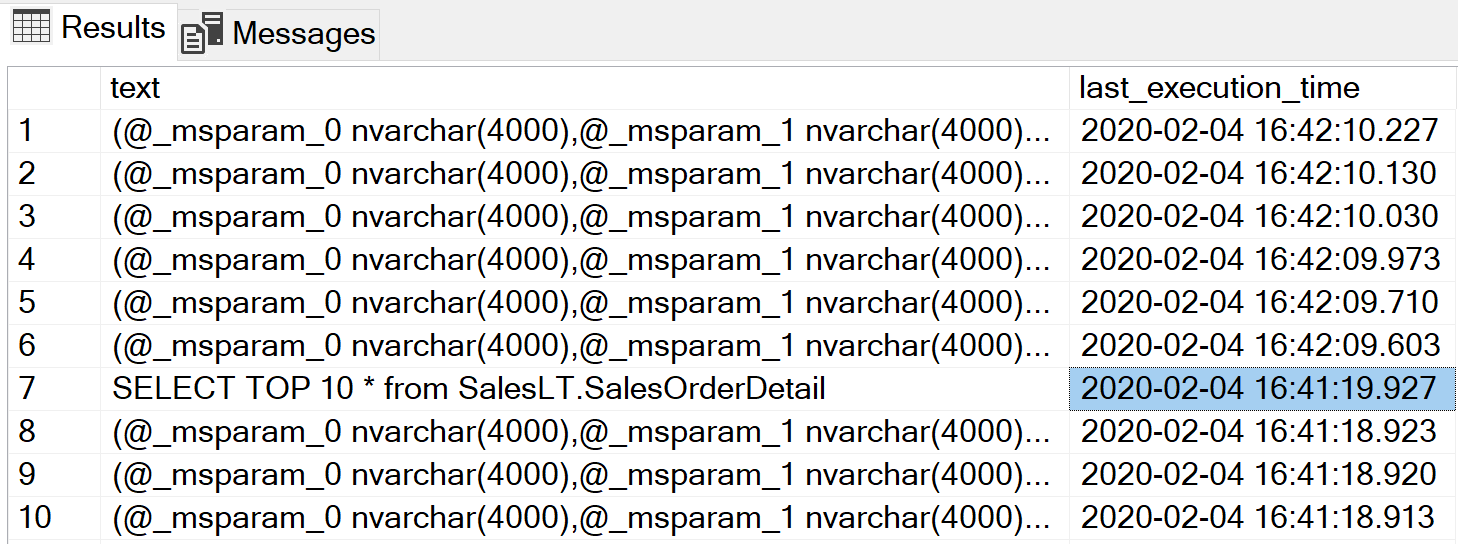 Results Messages
text last_execution_time
1 (@_msparam_0 nvarchar(4000),@_msparam_1 nvarchar(4000)... 2020-02-04 16:42:10.227
2 (@_msparam_0 nvarchar(4000),@_msparam_1 nvarchar(4000)... 2020-02-04 16:42:10.130
3 (@_msparam_0 nvarchar(4000),@_msparam_1 nvarchar(4000)... 2020-02-04 16:42:10.030
4 (@_msparam_0 nvarchar(4000),@_msparam_1 nvarchar(4000)... 2020-02-04 16:42:09.973
5 (@_msparam_0 nvarchar(4000),@_msparam_1 nvarchar(4000)... 2020-02-04 16:42:09.710
6 (@_msparam_0 nvarchar(4000),@_msparam_1 nvarchar(4000)... 2020-02-04 16:42:09.603
7 SELECT TOP 10 * from SalesLT.SalesOrderDetail 2020-02-04 16:41:19.927
8 (@_msparam_0 nvarchar(4000),@_msparam_1 nvarchar(4000)... 2020-02-04 16:41:18.923
9 (@_msparam_0 nvarchar(4000),@_msparam_1 nvarchar(4000)... 2020-02-04 16:41:18.920
10 (@_msparam_0 nvarchar(4000),@_msparam_1 nvarchar(4000)... 2020-02-04 16:41:18.913